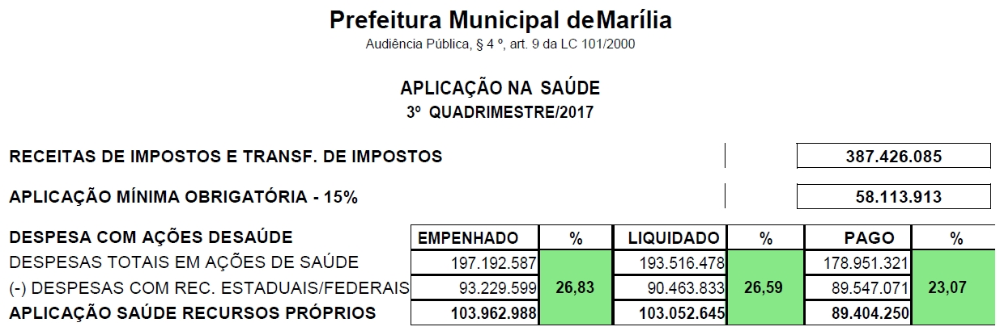 Prefeitura Municipal deMarília
Audiência Pública, § 4 º, art. 9 da LC 101/2000
APLICAÇÃO NA SAÚDE
3º QUADRIMESTRE/2017
RECEITAS DE IMPOSTOS E TRANSF. DE IMPOSTOS 387.426.085
APLICAÇÃO MÍNIMA OBRIGATÓRIA - 15% 58.113.913
DESPESA COM AÇÕES DESAÚDE EMPENHADO % LIQUIDADO % PAGO %
DESPESAS TOTAIS EM AÇÕES DE SAÚDE 197.192.587 193.516.478 178.951.321
(-) DESPESAS COM REC. ESTADUAIS/FEDERAIS 93.229.599 26,83 90.463.833 26,59 89.547.071 23,07
APLICAÇÃO SAÚDE RECURSOS PRÓPRIOS 103.962.988 103.052.645 89.404.250